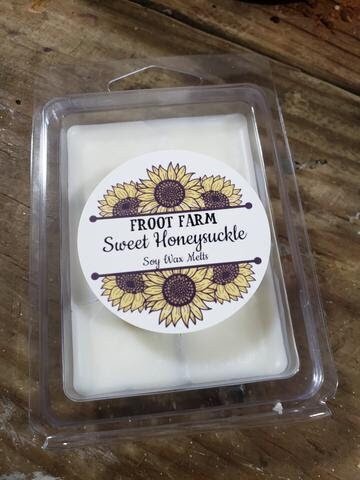 FROOT FARM
Sweet Honeysuckle
Soy Wax Melts